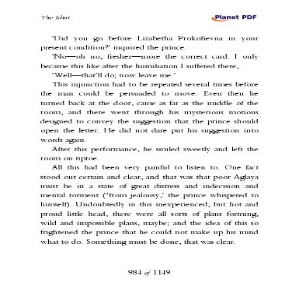 The Idiot
Planet PDF
'Did you go before Lizabetha Prokofievna in your
present condition?' inquired the prince.
'No—oh no, fresher—more the correct card. I only
became this like after the humiliation I suffered there,
'Well—that'll do; now leave me.'
This injunction had to be repeated several times before
the man could be persuaded to move. Even then he
turned back at the door, came as far as the middle of the
room, and there went through his mysterious motions
designed to convey the suggestion that the prince should
open the letter. He did not dare put his suggestion into
words again.
After this performance, he smiled sweetly and left the
room on tiptoe.
All this had been very painful to listen to. One fact
stood out certain and clear, and that was that poor Aglaya
must be in a state of great distress and indecision and
mental torment ('from jealousy,' the prince whispered to
himself). Undoubtedly in this inexperienced, but hot and
proud little head, there were all sorts of plans forming,
wild and impossible plans, maybe; and the idea of this so
frightened the prince that he could not make up his mind
what to do. Something must be done, that was clear.
984 of 1149